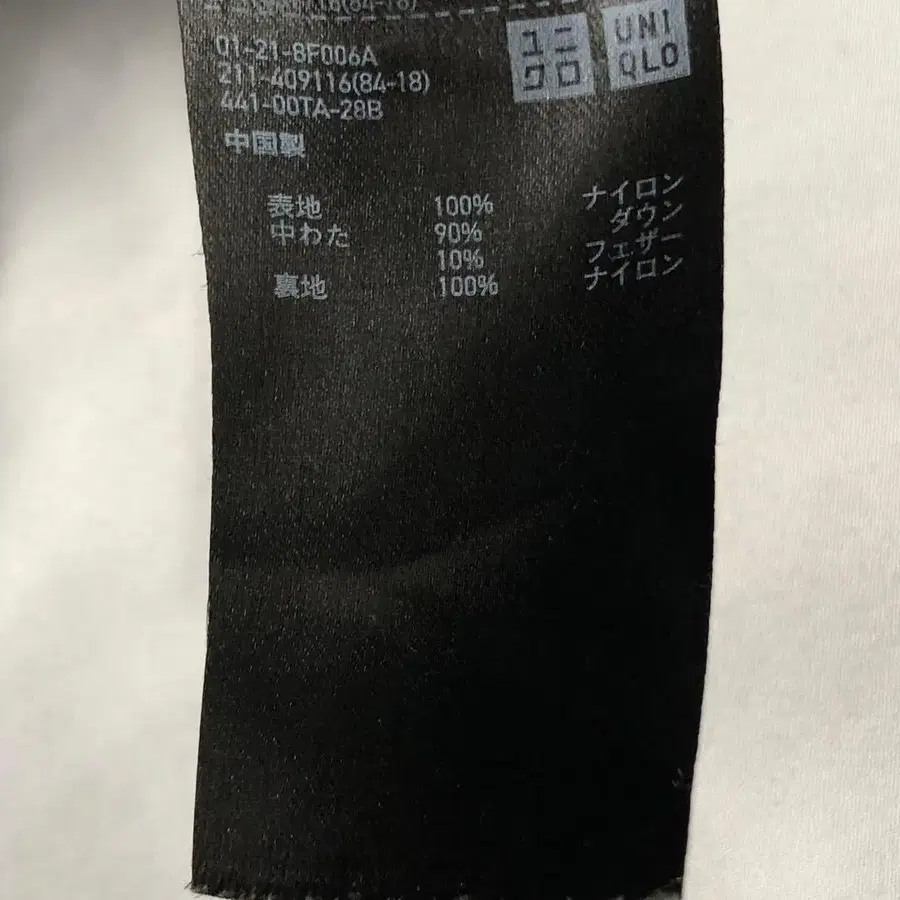 ユニ
クロ
UNI
QLO
01-21-8F006A
211-409116(84-18)
441-00TA-28B
中国製
表地 100% ナイロン
中わた 90% ダウン
10% フェザー
裏地 100% ナイロン